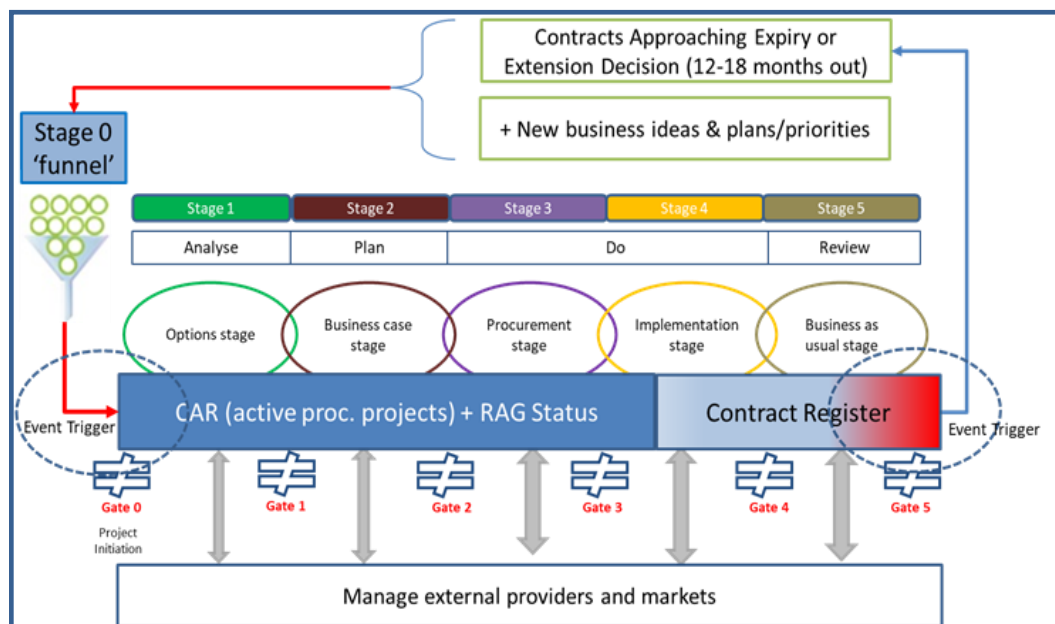 Contracts Approaching Expiry or
Extension Decision (12-18 months out)
+ New business ideas & plans/priorities
Stage 0
‘funnel’
Stage 1
Stage 2
Stage 3
Stage 4
Stage 5
Analyse
Plan
Do
Review
Options stage
Business case
stage
Procurement
stage
Implementation
stage
Business as
usual stage
Event Trigger
CAR (active proc. projects) + RAG Status
Contract Register
Event Trigger
Gate 0
Gate 1
Gate 2
Gate 3
Gate 4
Gate 5
Project
Initiation
Manage external providers and markets